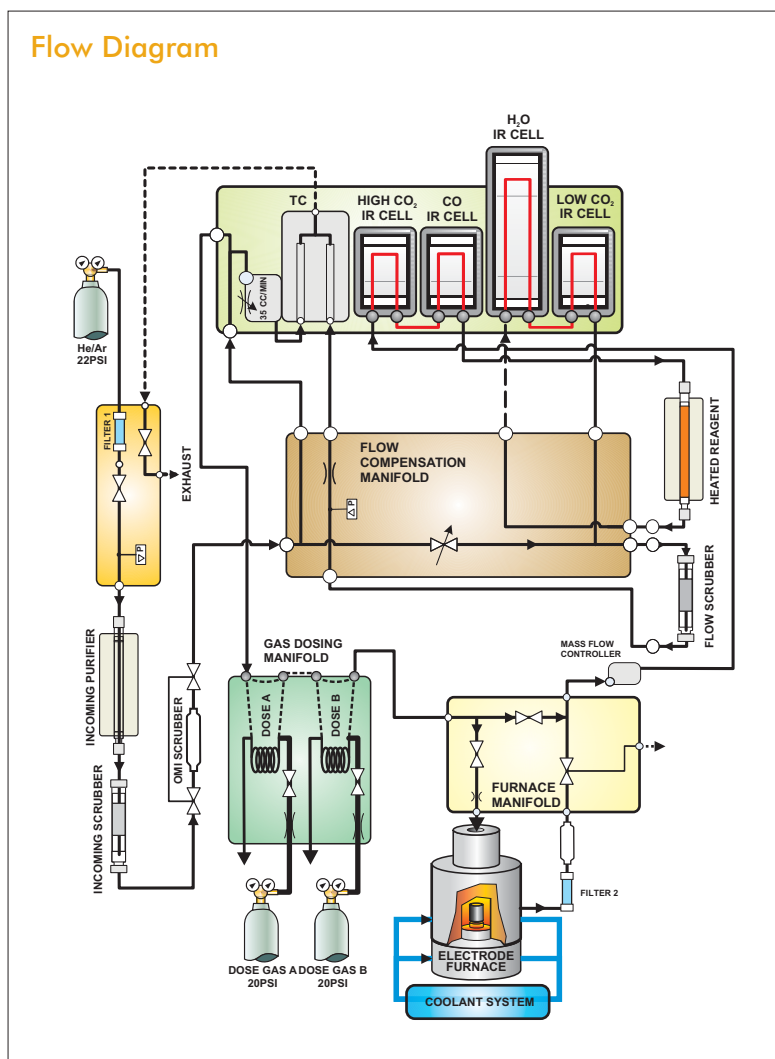 Flow Diagram
H₂O
IR CELL
TC
HIGH CO₂
IR CELL
CO
IR CELL
LOW CO₂
IR CELL
35 CC/MIN
He/Ar
22PSI
FILTER 1
EXHAUST
△ P
FLOW
COMPENSATION
MANIFOLD
△ P
HEATED REAGENT
FLOW SCRUBBER
INCOMING PURIFIER
OMI SCRUBBER
INCOMING SCRUBBER
GAS DOSING
MANIFOLD
DOSE A
DOSE B
MASS FLOW
CONTROLLER
FURNACE
MANIFOLD
FILTER 2
ELECTRODE
FURNACE
COOLANT SYSTEM
DOSE GAS A
20PSI
DOSE GAS B
20PSI